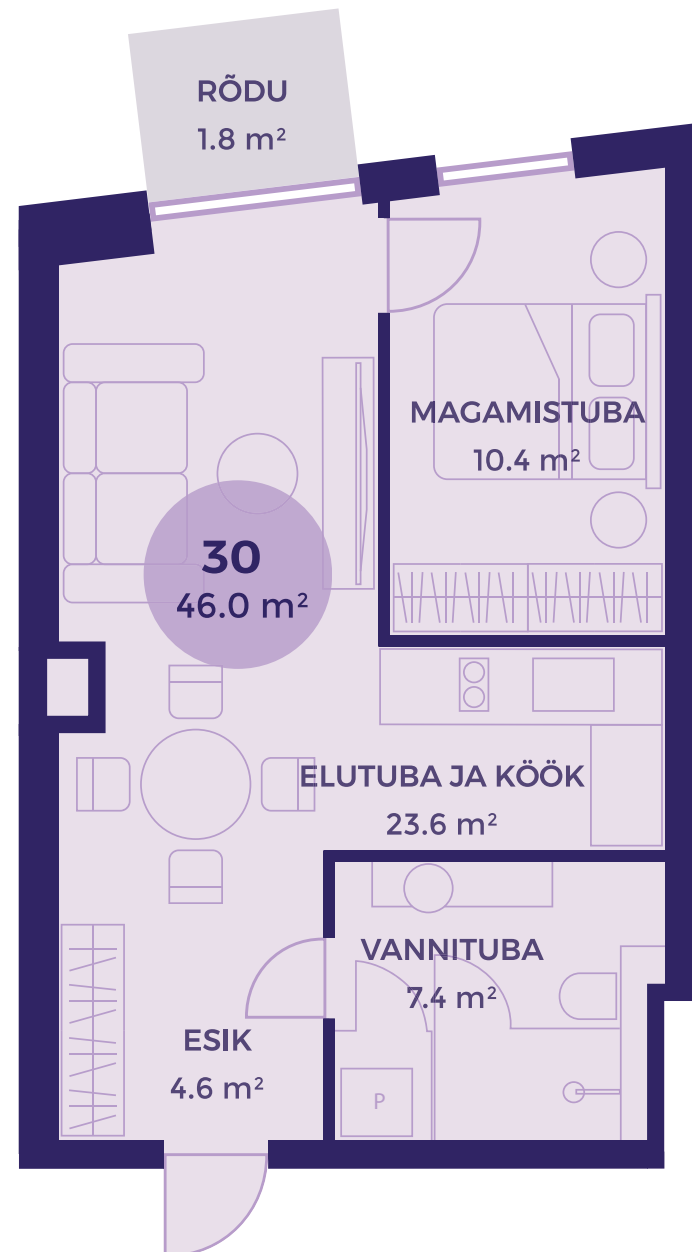 RÕDU
1.8 m²
MAGAMISTUBA
10.4 m²
30
46.0 m²
ELUTUBA JA KÖÖK
23.6 m²
VANNITUBA
7.4 m²
ESIK
4.6 m²
P